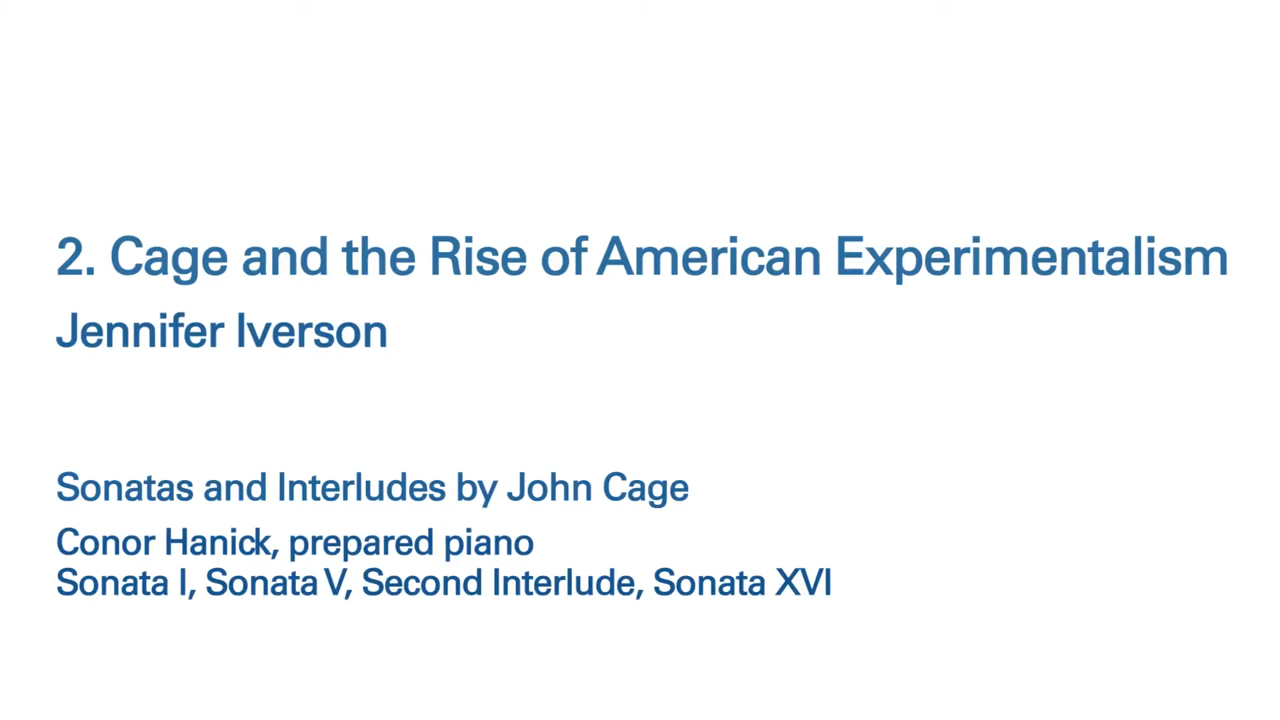 2. Cage and the Rise of American Experimentalism
Jennifer Iverson
Sonatas and Interludes by John Cage
Conor Hanick, prepared piano
Sonata I, Sonata V, Second Interlude, Sonata XVI